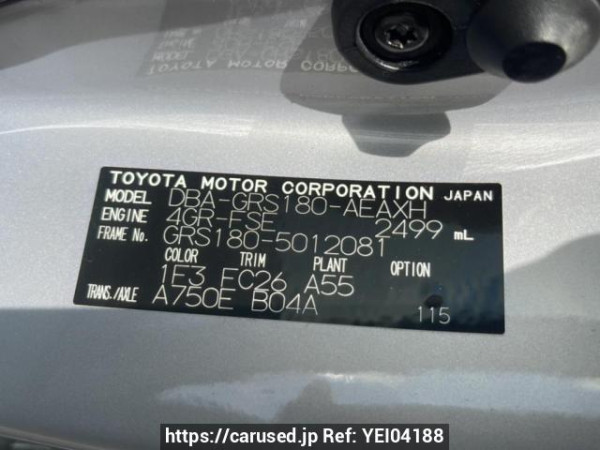 TOYOTA MOTOR CORPORATION JAPAN
MODEL DBA-GRS180-AEAXH
ENGINE 4GR-FSE 2499 mL
FRAME No. GRS180-5012081
COLOR TRIM PLANT OPTION
1E3 EC26 A55
TRANS./AXLE A750E B04A
115
https://carused.jp Ref: YEI04188